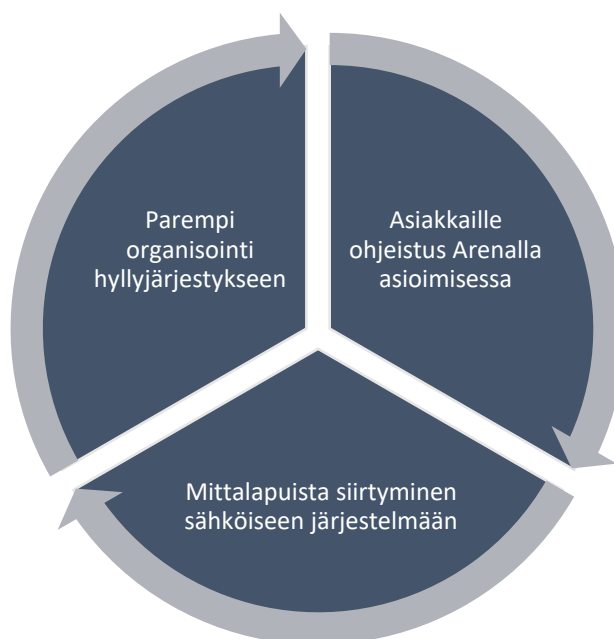 Parempi
organisointi
hyllyjärjestykseen
Asiakkaille
ohjeistus Arenalla
asioimisessa
Mittalapuista siirtyminen
sähköiseen järjestelmään